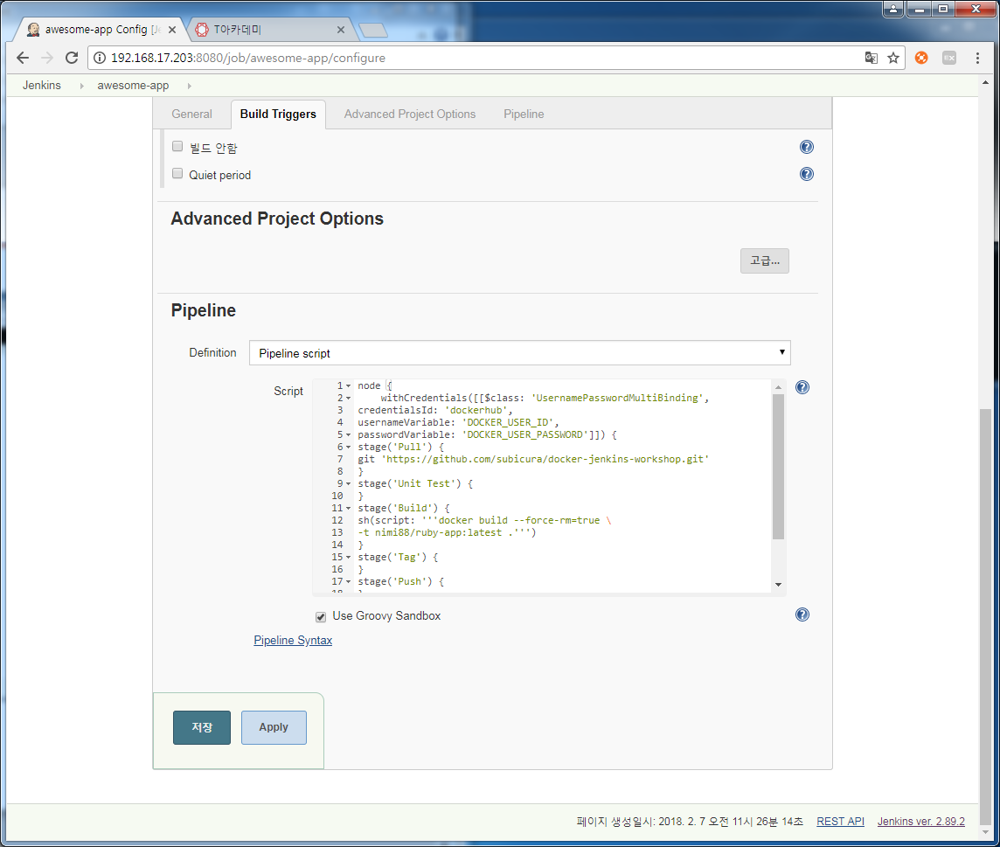 awesome-app Config [Je
T아카데미
192.168.17.203:8080/job/awesome-app/configure
Jenkins
awesome-app
General
Build Triggers
Advanced Project Options
Pipeline
빌드 안함
Quiet period
Advanced Project Options
고급...
Pipeline
Definition
Pipeline script
Script
1 node {
2 withCredentials([[$class: 'UsernamePasswordMultiBinding',
3 credentialsId: 'dockerhub',
4 usernameVariable: 'DOCKER_USER_ID',
5 passwordVariable: 'DOCKER_USER_PASSWORD']]) {
6 stage('Pull') {
7 git 'https://github.com/subicura/docker-jenkins-workshop.git'
8 }
9 stage('Unit Test') {
10 }
11 stage('Build') {
12 sh(script: '''docker build --force-rm=true \
13 -t nimi88/ruby-app:latest .''')
14 }
15 stage('Tag') {
16 }
17 stage('Push') {
18 }
Use Groovy Sandbox
Pipeline Syntax
저장
Apply
페이지 생성일시: 2018. 2. 7 오전 11시 26분 14초
REST API
Jenkins ver. 2.89.2